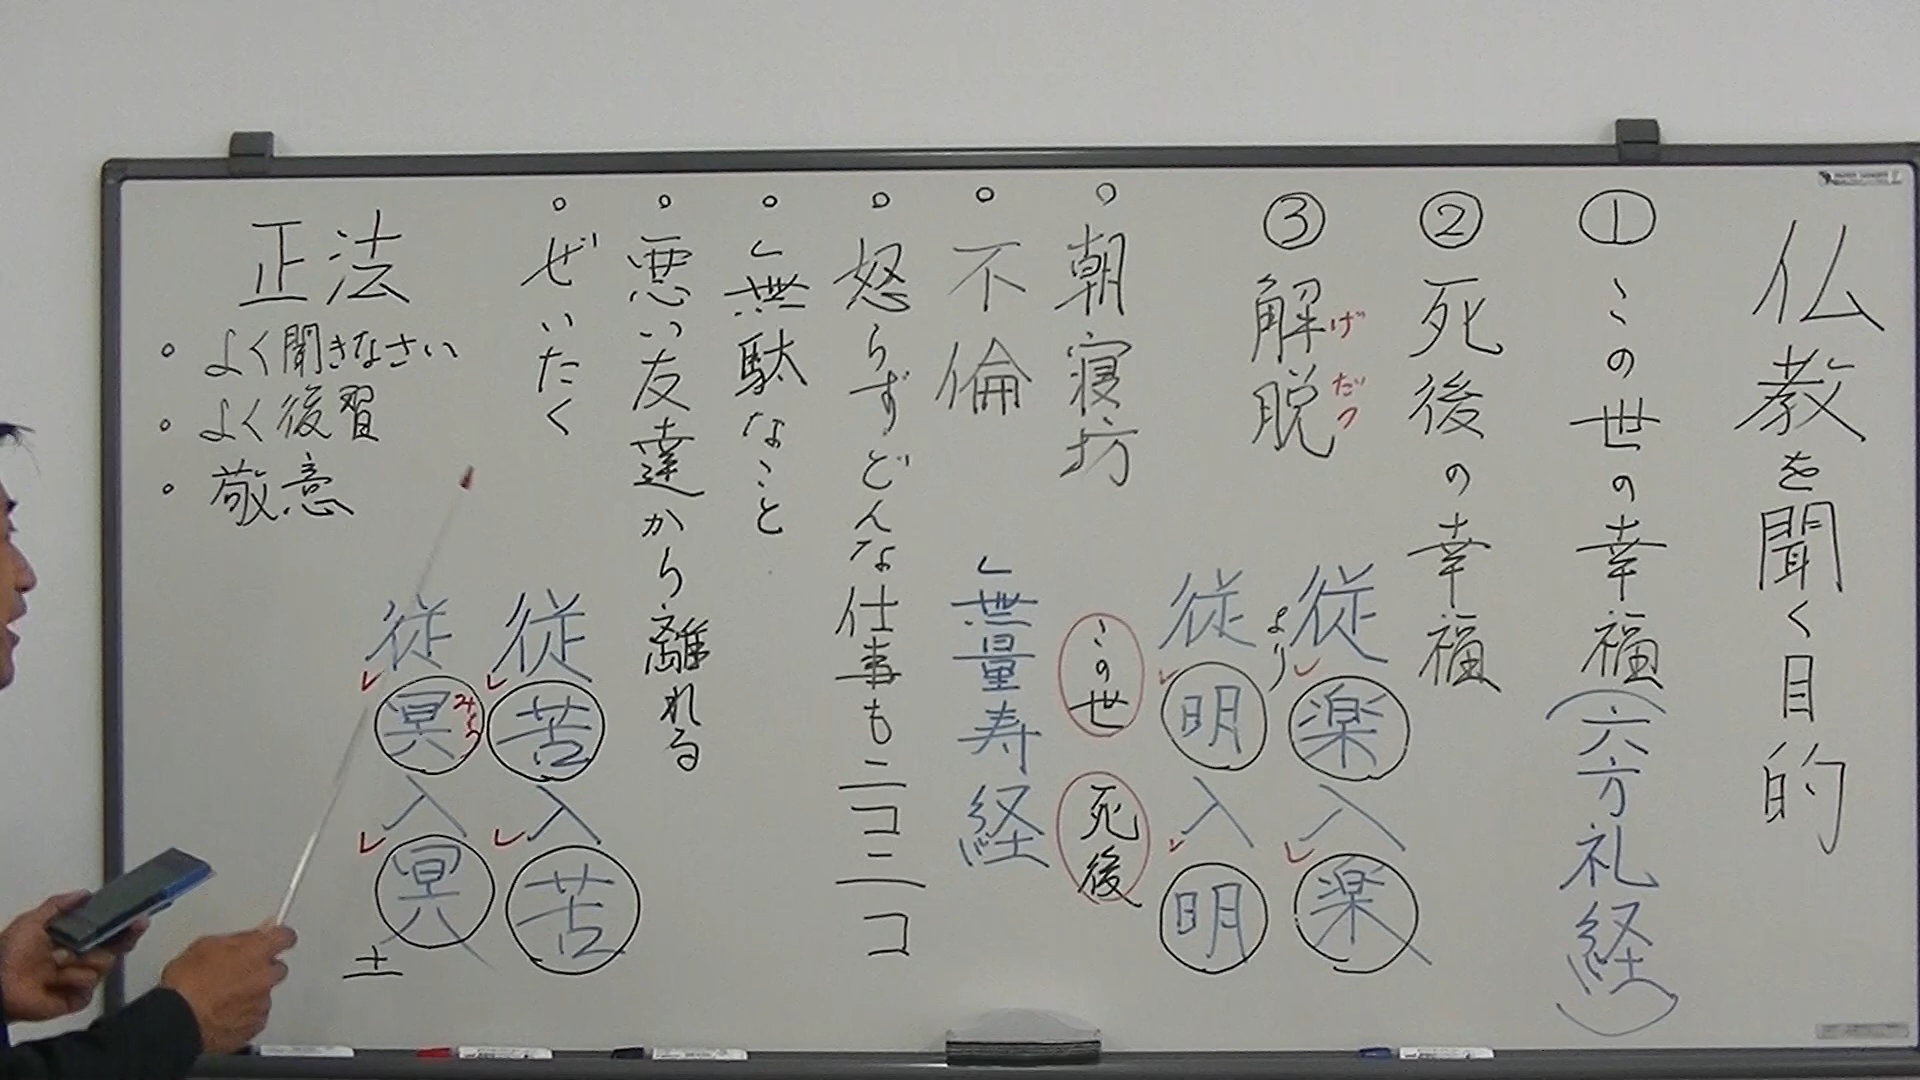 仏教を聞く目的
①この世の幸福(六方礼経)
②死後の幸福
③解脱
げだつ
従楽入楽
より
従明入明
。朝寝坊
この世
死後
。不倫
無量寿経
。怒らずどんな仕事もニコニコ
。無駄なこと
。悪い友達から離れる
。ぜいたく
従苦入苦
従冥入冥
みょう
土
正法
。よく聞きなさい
。よく復習
。敬意